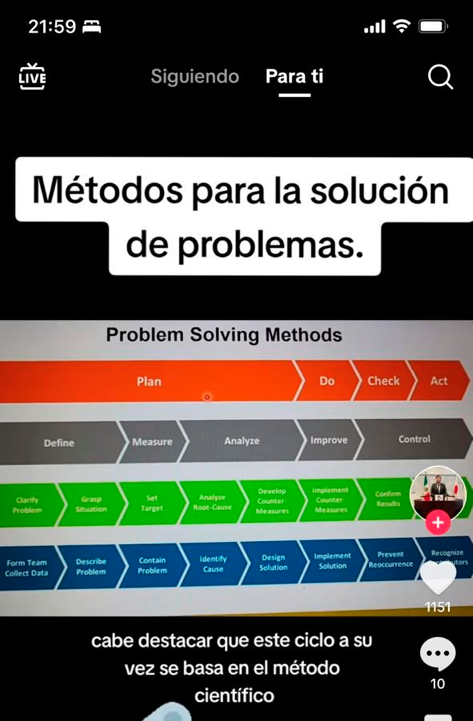 21:59
LIVE
Siguiendo Para ti
Métodos para la solución
de problemas.
Problem Solving Methods
Plan Do Check Act
Define Measure Analyze Improve Control
Clarify Problem Grasp Situation Set Target Analyze Root-Cause Develop Counter-Measures Implement Counter-Measures Confirm Results
Form Team Collect Data Describe Problem Contain Problem Identify Cause Design Solution Implement Solution Prevent Reoccurrence Recognize
1151
10
cabe destacar que este ciclo a su
vez se basa en el método
científico